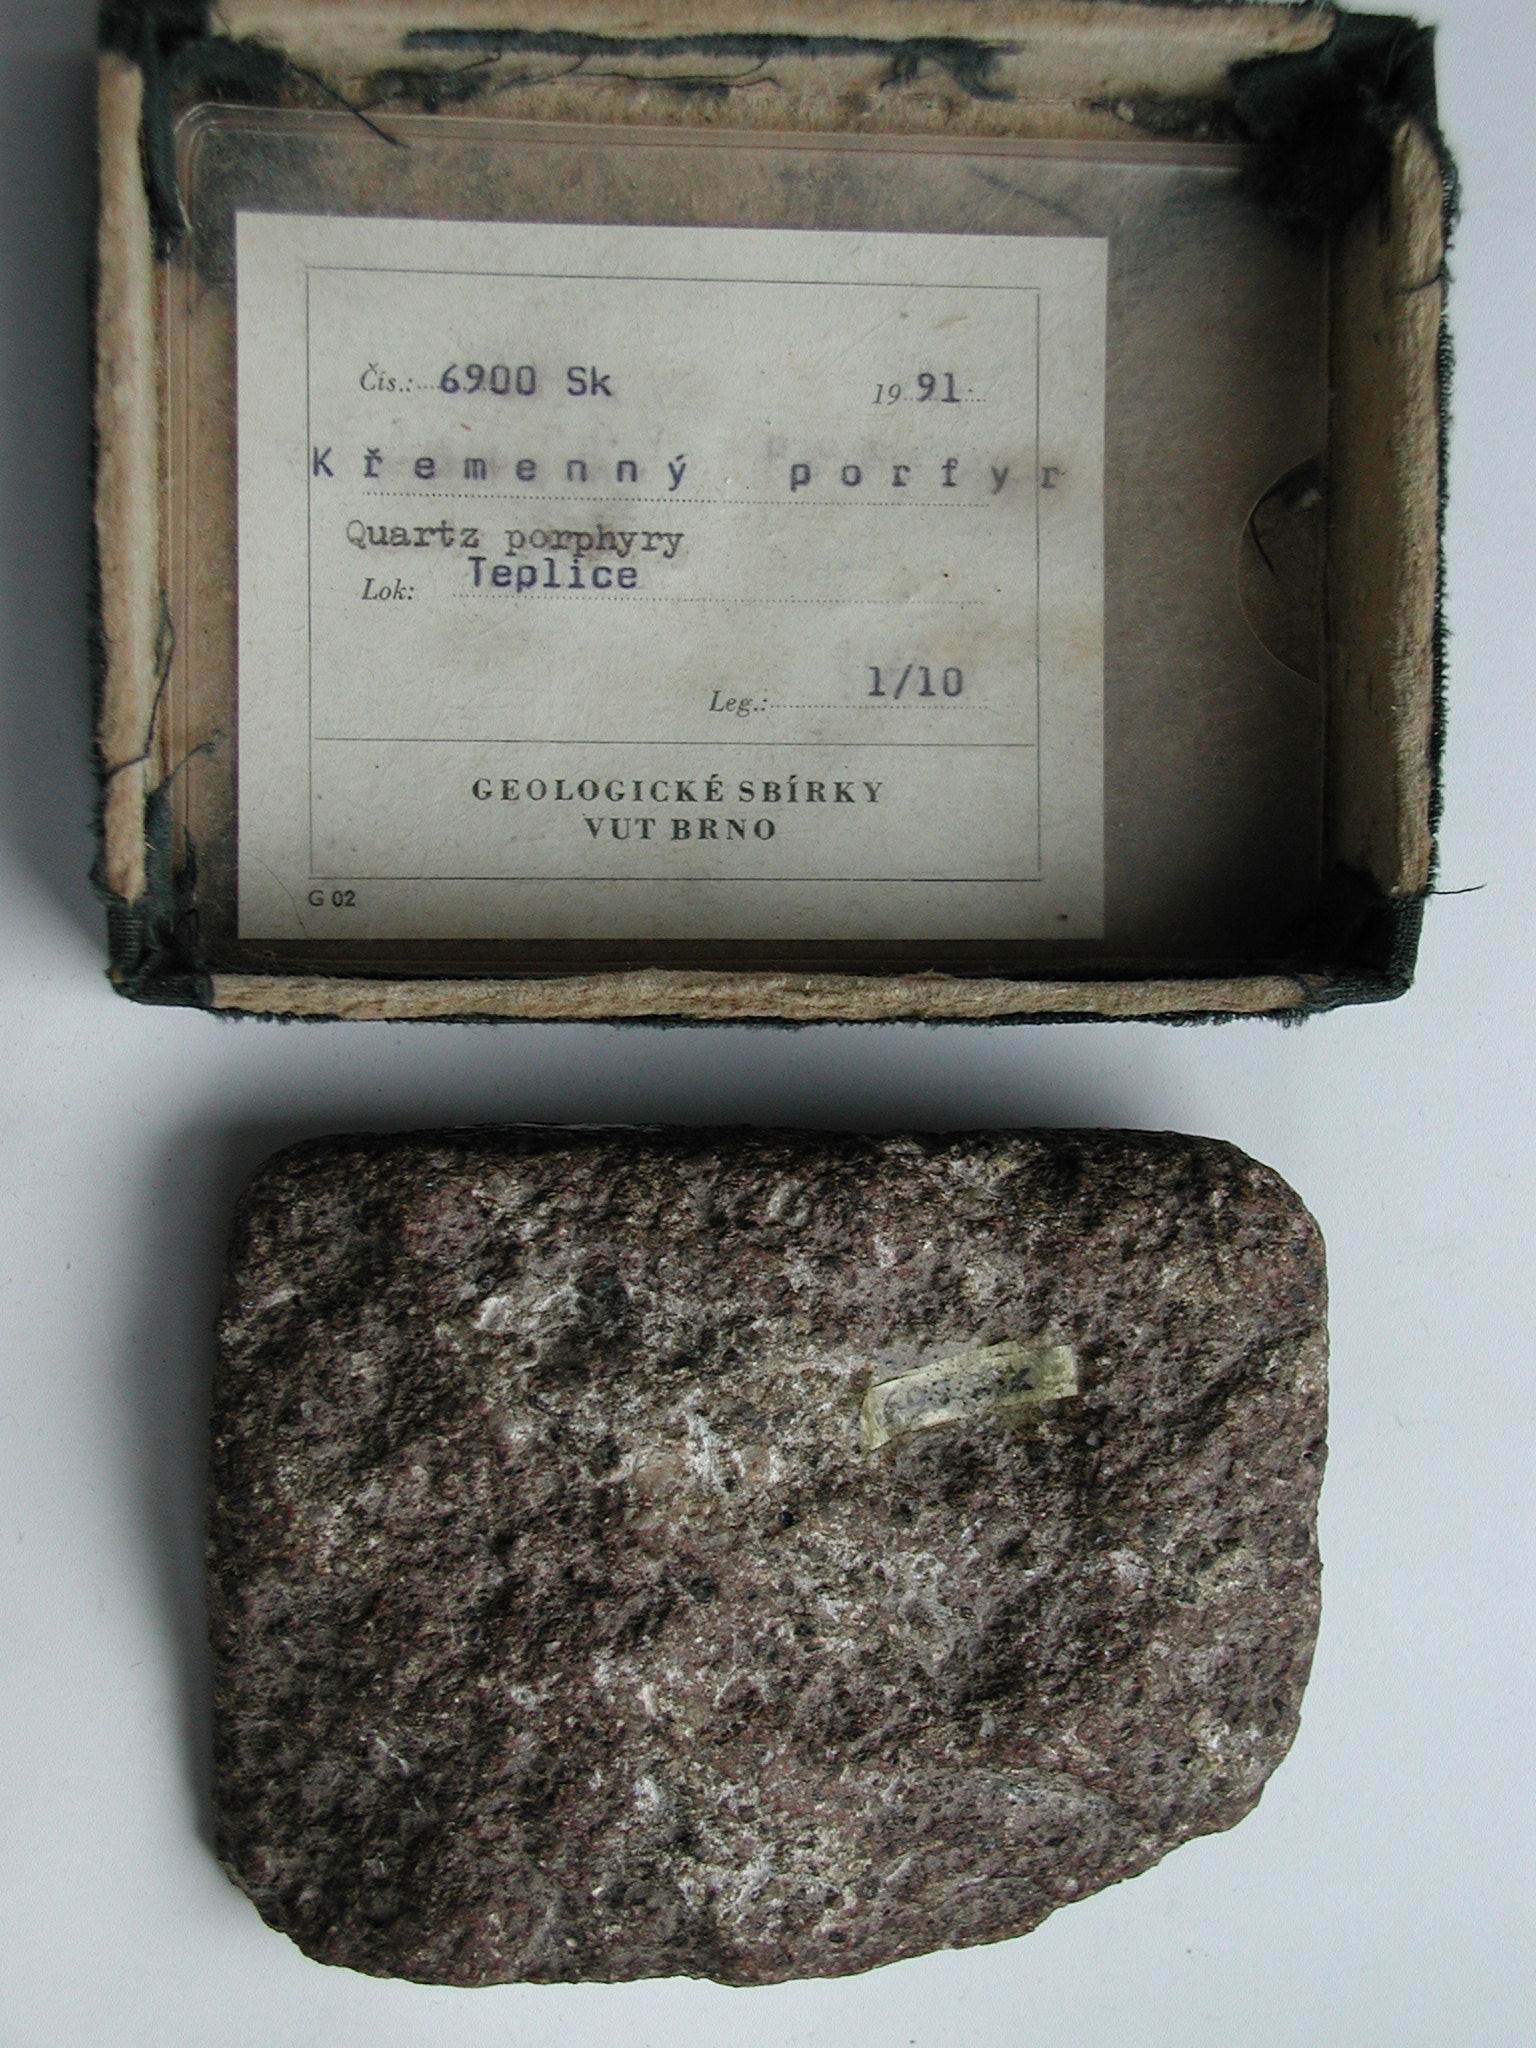 Čís.: 6900 Sk 19 91
Křemenný porfyr
Quartz porphyry
Lok: Teplice
Leg.: 1/10
GEOLOGICKÉ SBÍRKY
VUT BRNO
G 02